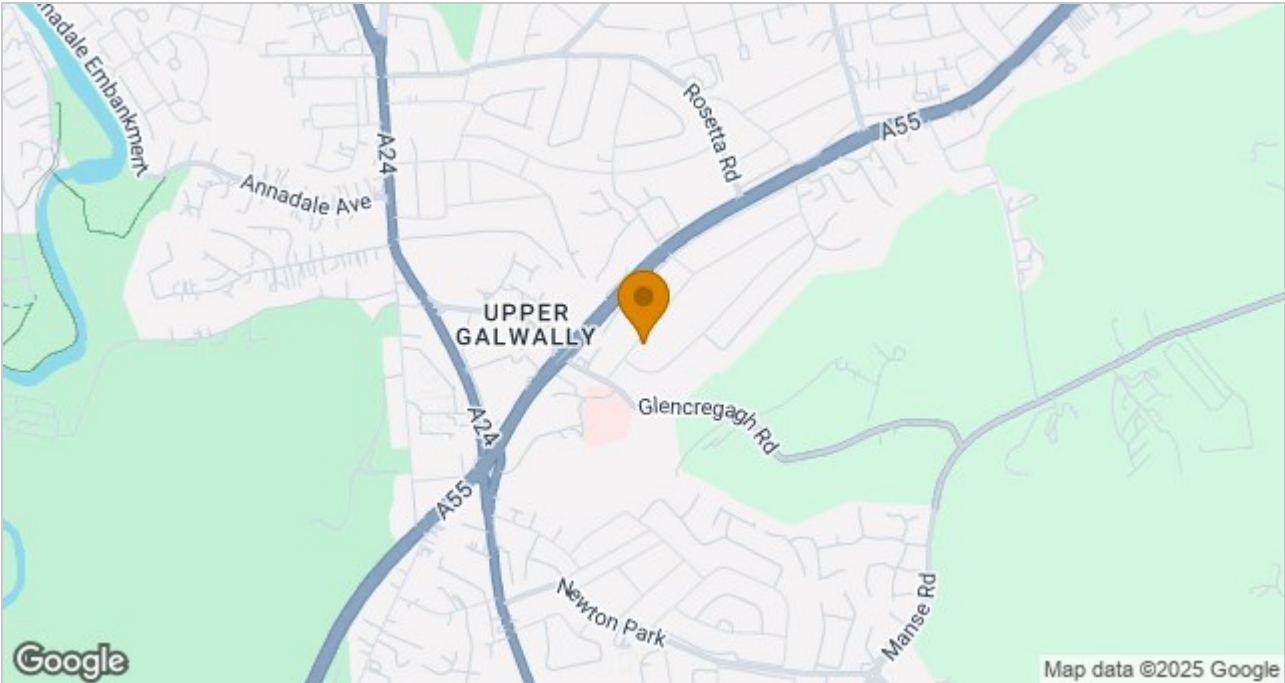 Annadale Embankment
Rosetta Rd
A55
A24
Annadale Ave
UPPER
GALWALLY
Glencregagh Rd
A24
A55
Newton Park
Manse Rd
Google
Map data ©2025 Google